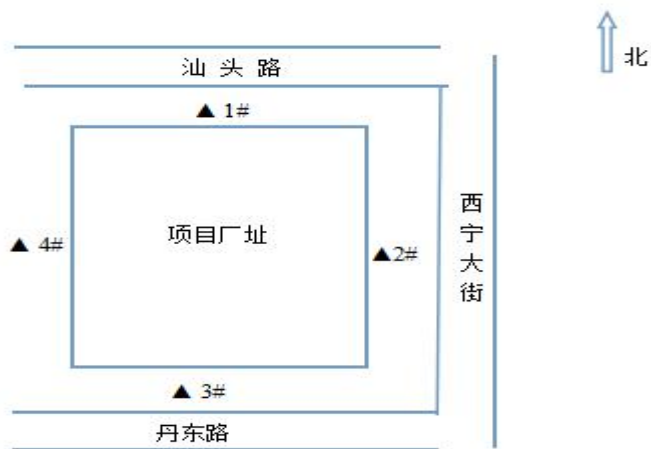 北
汕头路
▲ 1#
项目厂址
▲ 4#
▲2#
西宁大街
▲ 3#
丹东路